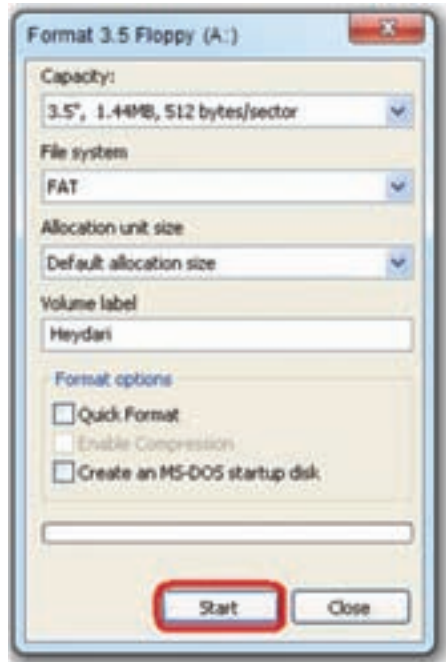 Format 3.5 Floppy (A:)
Capacity:
3.5", 1.44MB, 512 bytes/sector
File system
FAT
Allocation unit size
Default allocation size
Volume label
Heydari
Format options
Quick Format
Enable Compression
Create an MS-DOS startup disk
Start Close